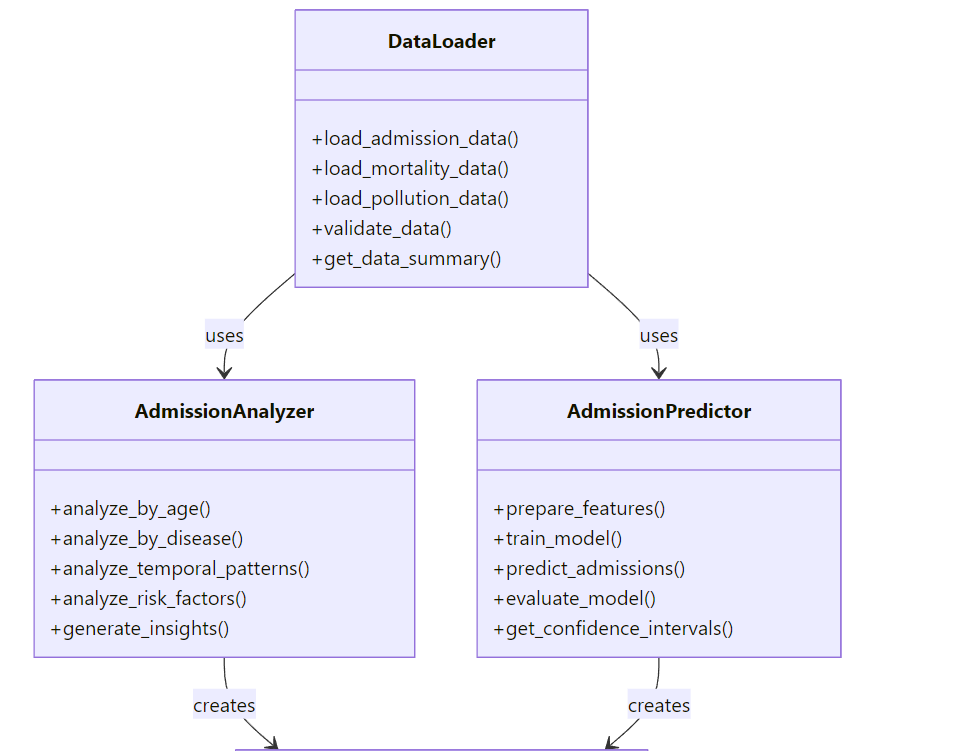 DataLoader
+load_admission_data()
+load_mortality_data()
+load_pollution_data()
+validate_data()
+get_data_summary()
uses
uses
AdmissionAnalyzer
+analyze_by_age()
+analyze_by_disease()
+analyze_temporal_patterns()
+analyze_risk_factors()
+generate_insights()
AdmissionPredictor
+prepare_features()
+train_model()
+predict_admissions()
+evaluate_model()
+get_confidence_intervals()
creates
creates